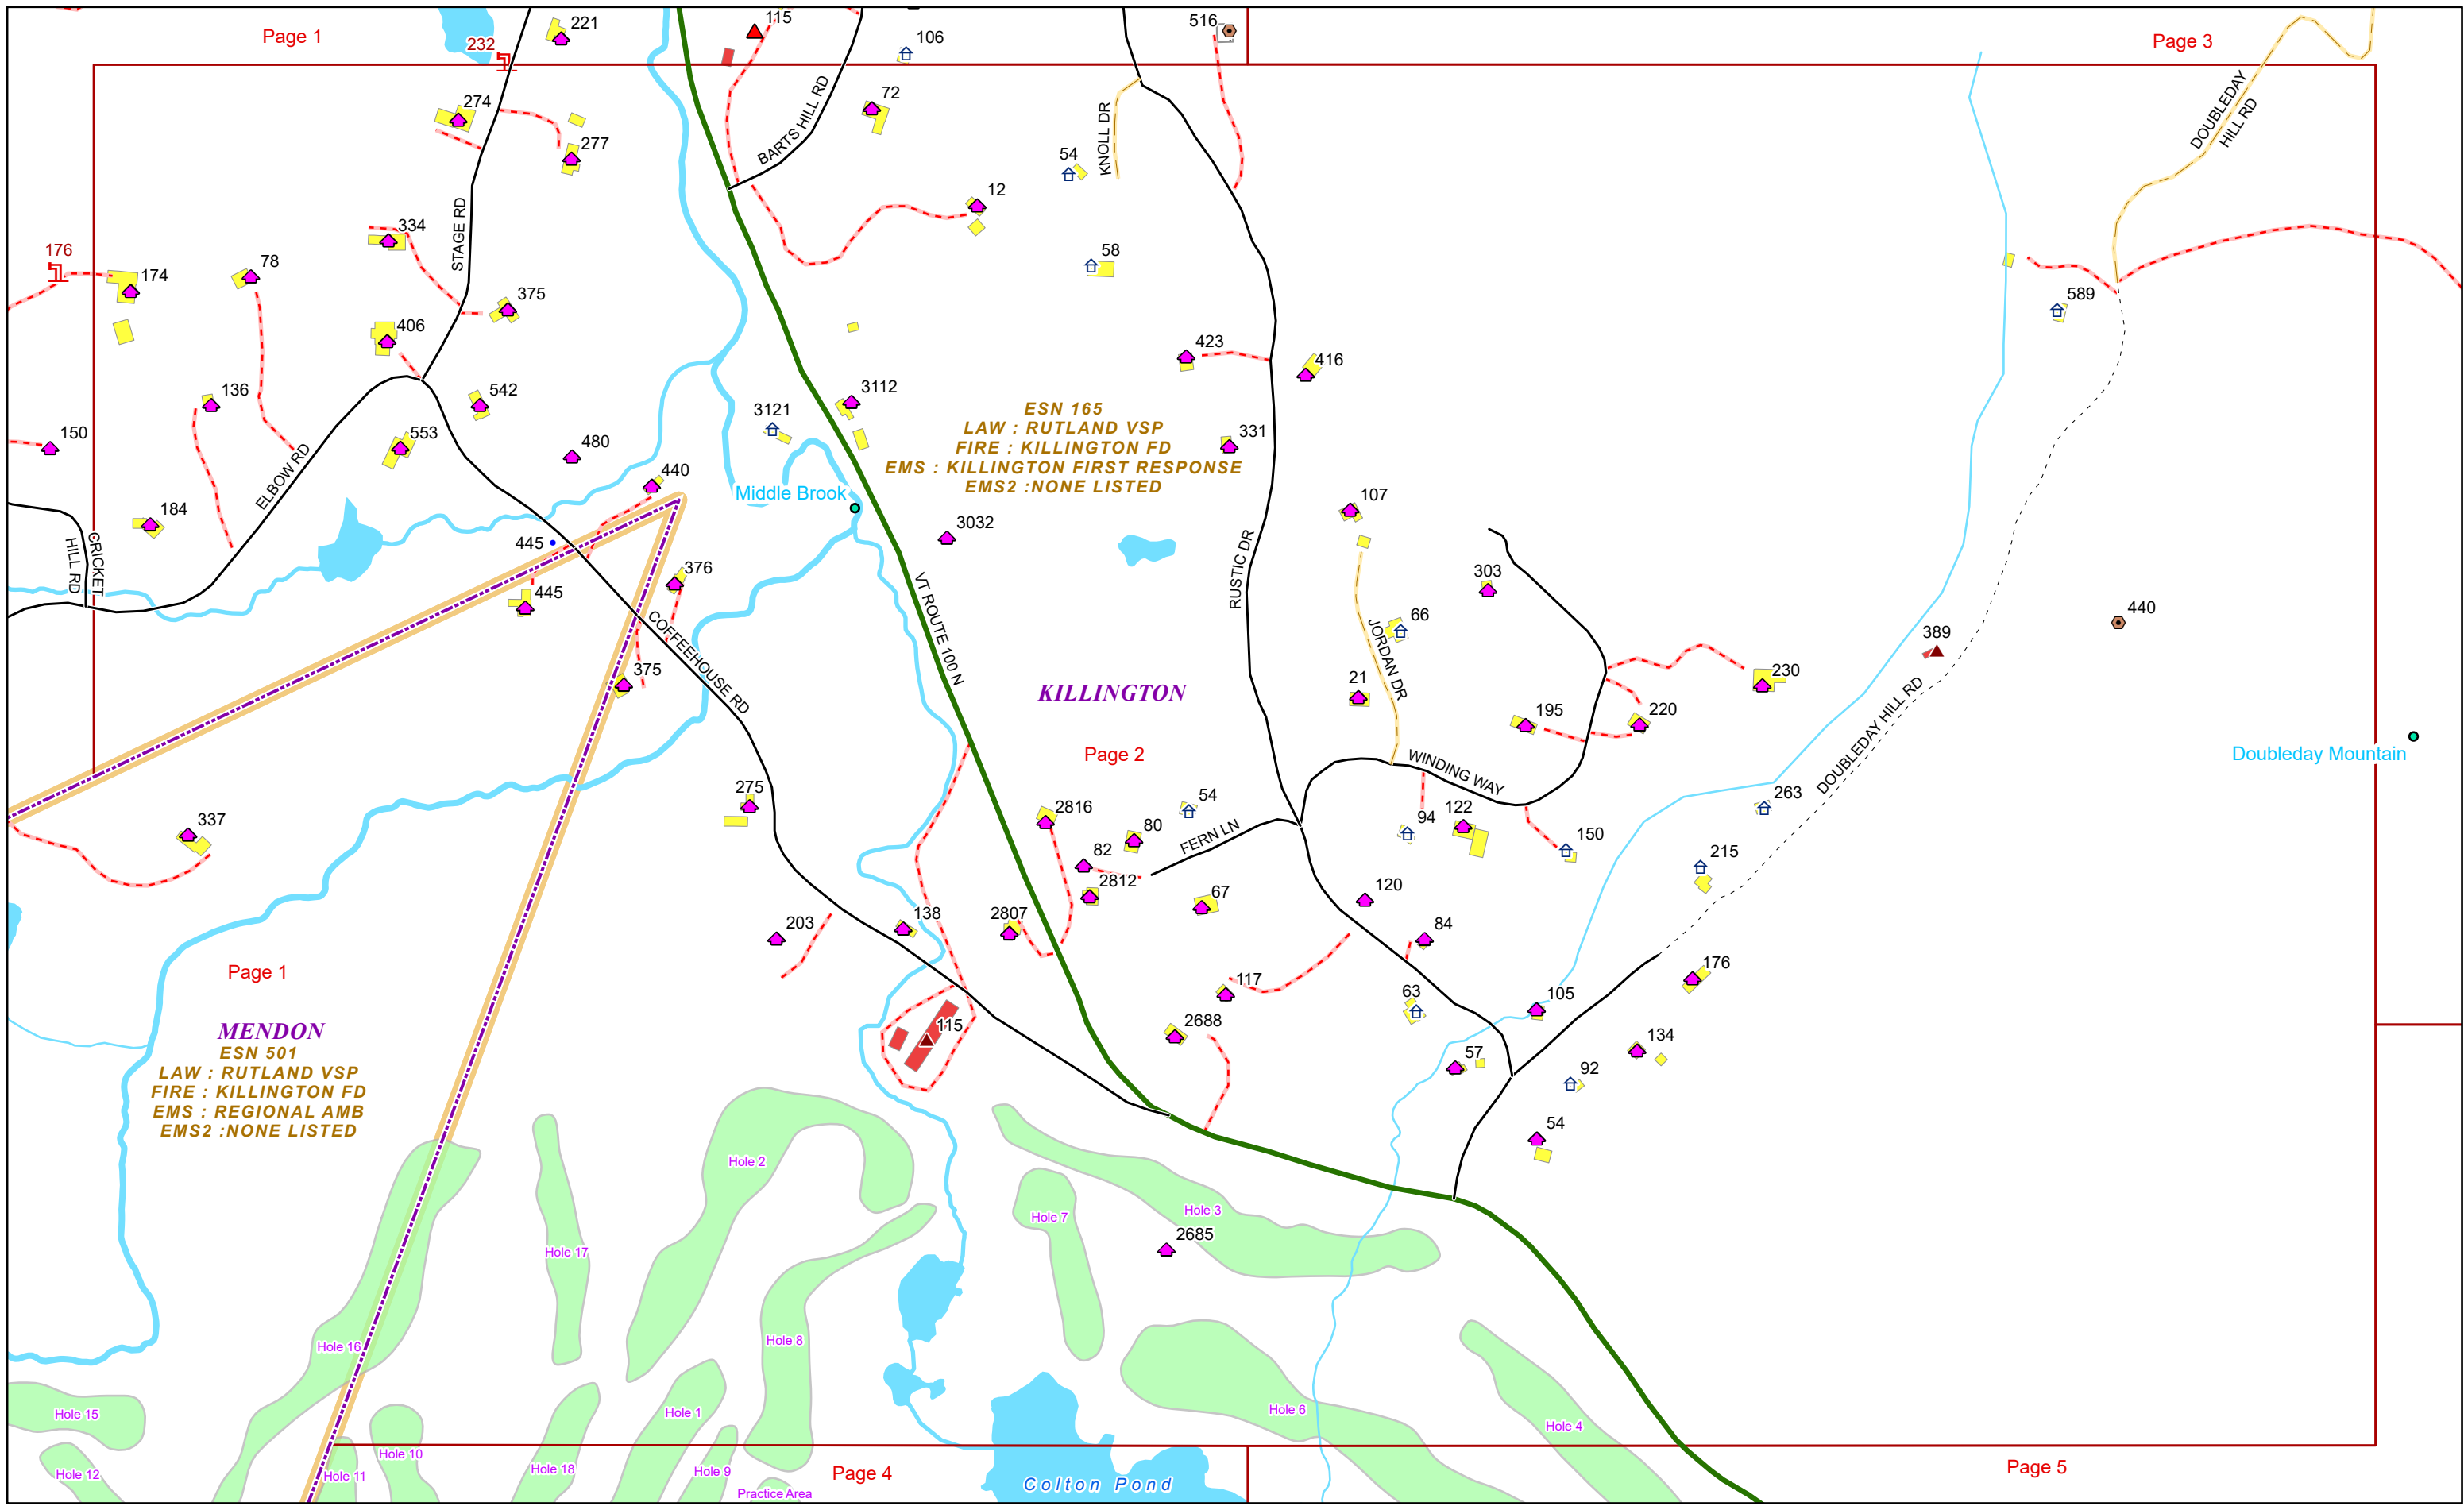 221
115
516
Page 1
232
106
Page 3
274
72
BARTS HILL RD
KNOLL DR
DOUBLEDAY
HILL RD
277
54
12
STAGE RD
334
176
174
78
58
375
589
406
423
416
136
542
3112
3121
ESN 165
LAW : RUTLAND VSP
FIRE : KILLINGTON FD
EMS : KILLINGTON FIRST RESPONSE
EMS2 :NONE LISTED
150
553
480
331
ELBOW RD
440
Middle Brook
107
184
3032
445
CRICKET
HILL RD
376
VT ROUTE 100 N
RUSTIC DR
303
445
COFFEEHOUSE RD
66
440
JORDAN DR
389
375
KILLINGTON
21
230
195
220
DOUBLEDAY HILL RD
Page 2
WINDING WAY
Doubleday Mountain
275
2816
54
263
337
80
FERN LN
94
122
150
82
215
2812
67
120
203
138
2807
84
Page 1
117
176
63
105
115
2688
MENDON
ESN 501
LAW : RUTLAND VSP
FIRE : KILLINGTON FD
EMS : REGIONAL AMB
EMS2 :NONE LISTED
57
134
92
54
Hole 2
Hole 3
Hole 7
2685
Hole 17
Hole 16
Hole 8
Hole 15
Hole 1
Hole 6
Hole 4
Hole 10
Hole 12
Hole 11
Hole 18
Hole 9
Page 4
Page 5
Colton Pond
Practice Area